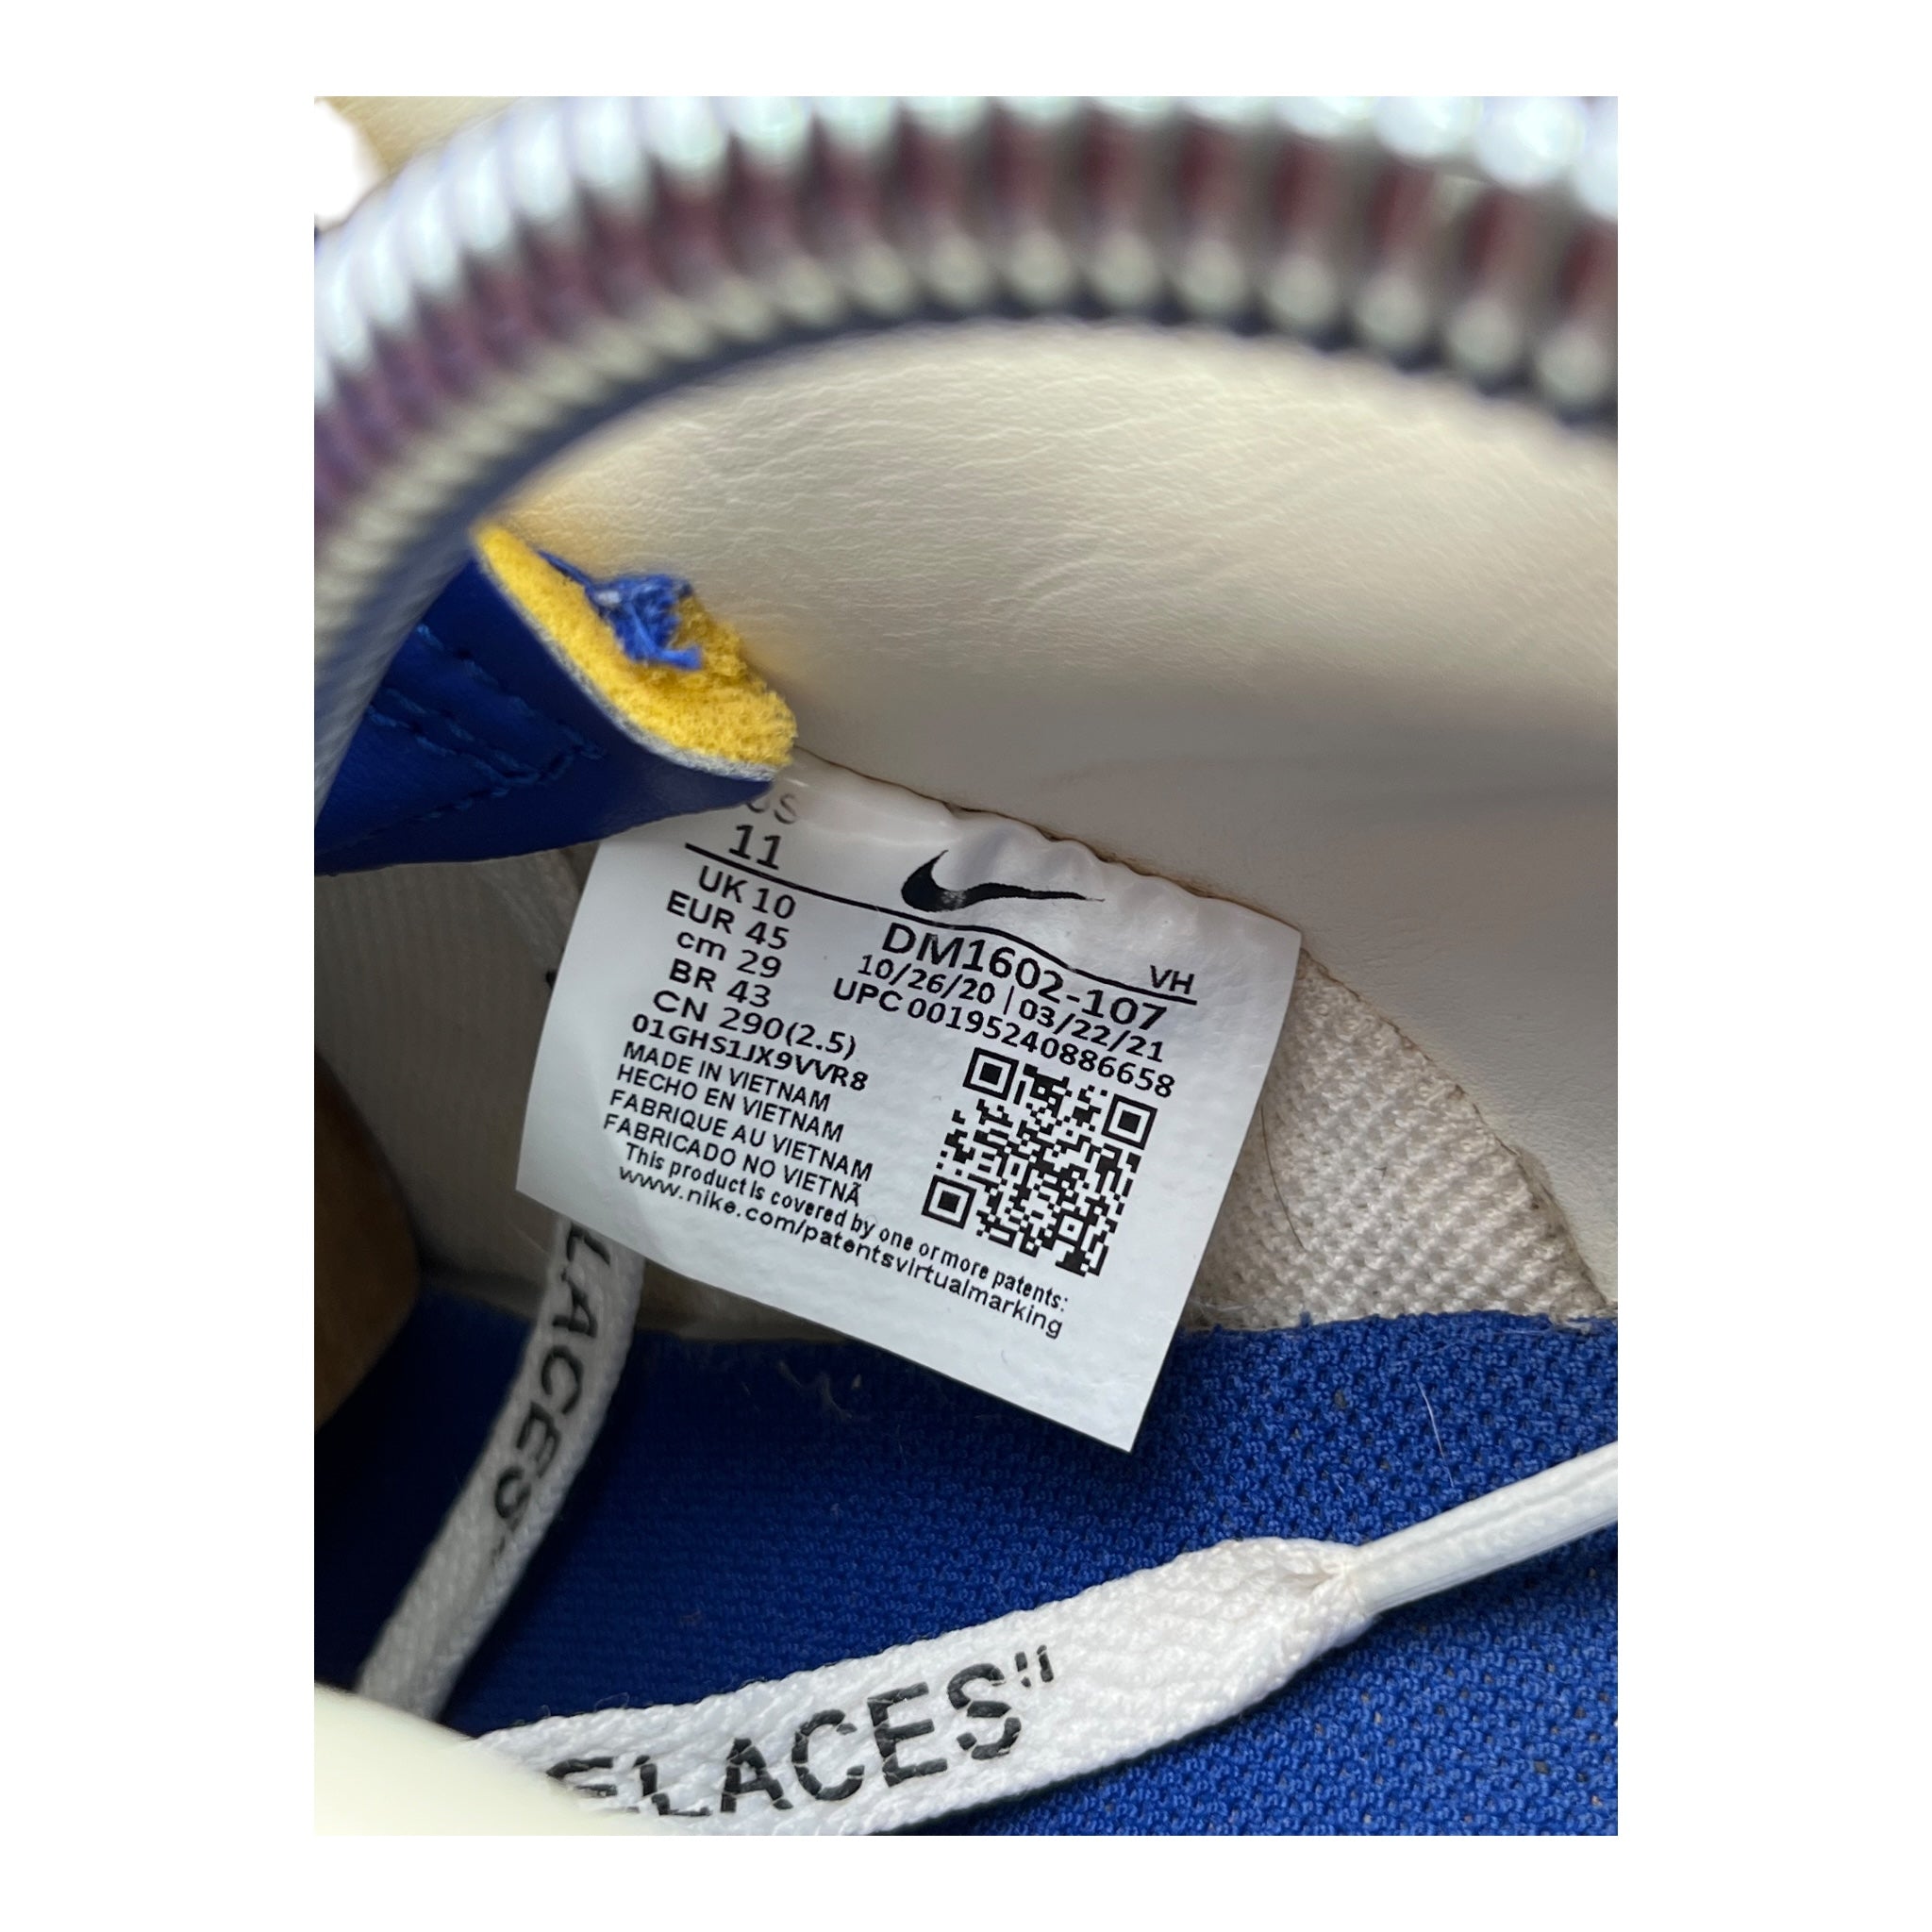 US
11
UK 10
EUR 45
cm 29
BR 43
CN 290(2.5)
01GHS1JX9VVR8
MADE IN VIETNAM
HECHO EN VIETNAM
FABRIQUE AU VIETNAM
FABRICADO NO VIETNÃ
This product is covered by one or more patents:
www.nike.com/patentsvirtualmarking
VH
DM1602-107
10/26/20 | 03/22/21
UPC 00195240886658
LACES"
ELACES"